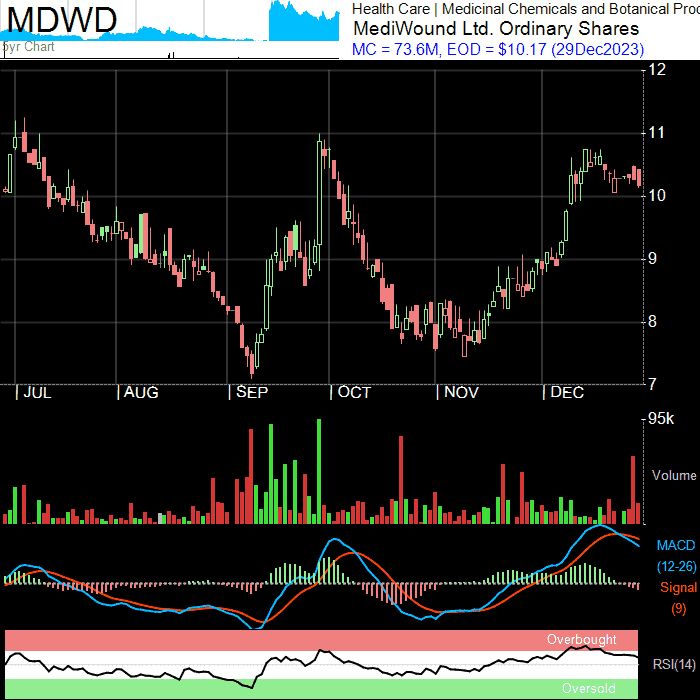 MDWD
5yr Chart
Health Care | Medicinal Chemicals and Botanical Proc
MediWound Ltd. Ordinary Shares
MC = 73.6M, EOD = $10.17 (29Dec2023)
12
11
10
9
8
7
| JUL | AUG | SEP | OCT | NOV | DEC
95k
Volume
MACD
(12-26)
Signal
(9)
Overbought
RSI(14)
Oversold